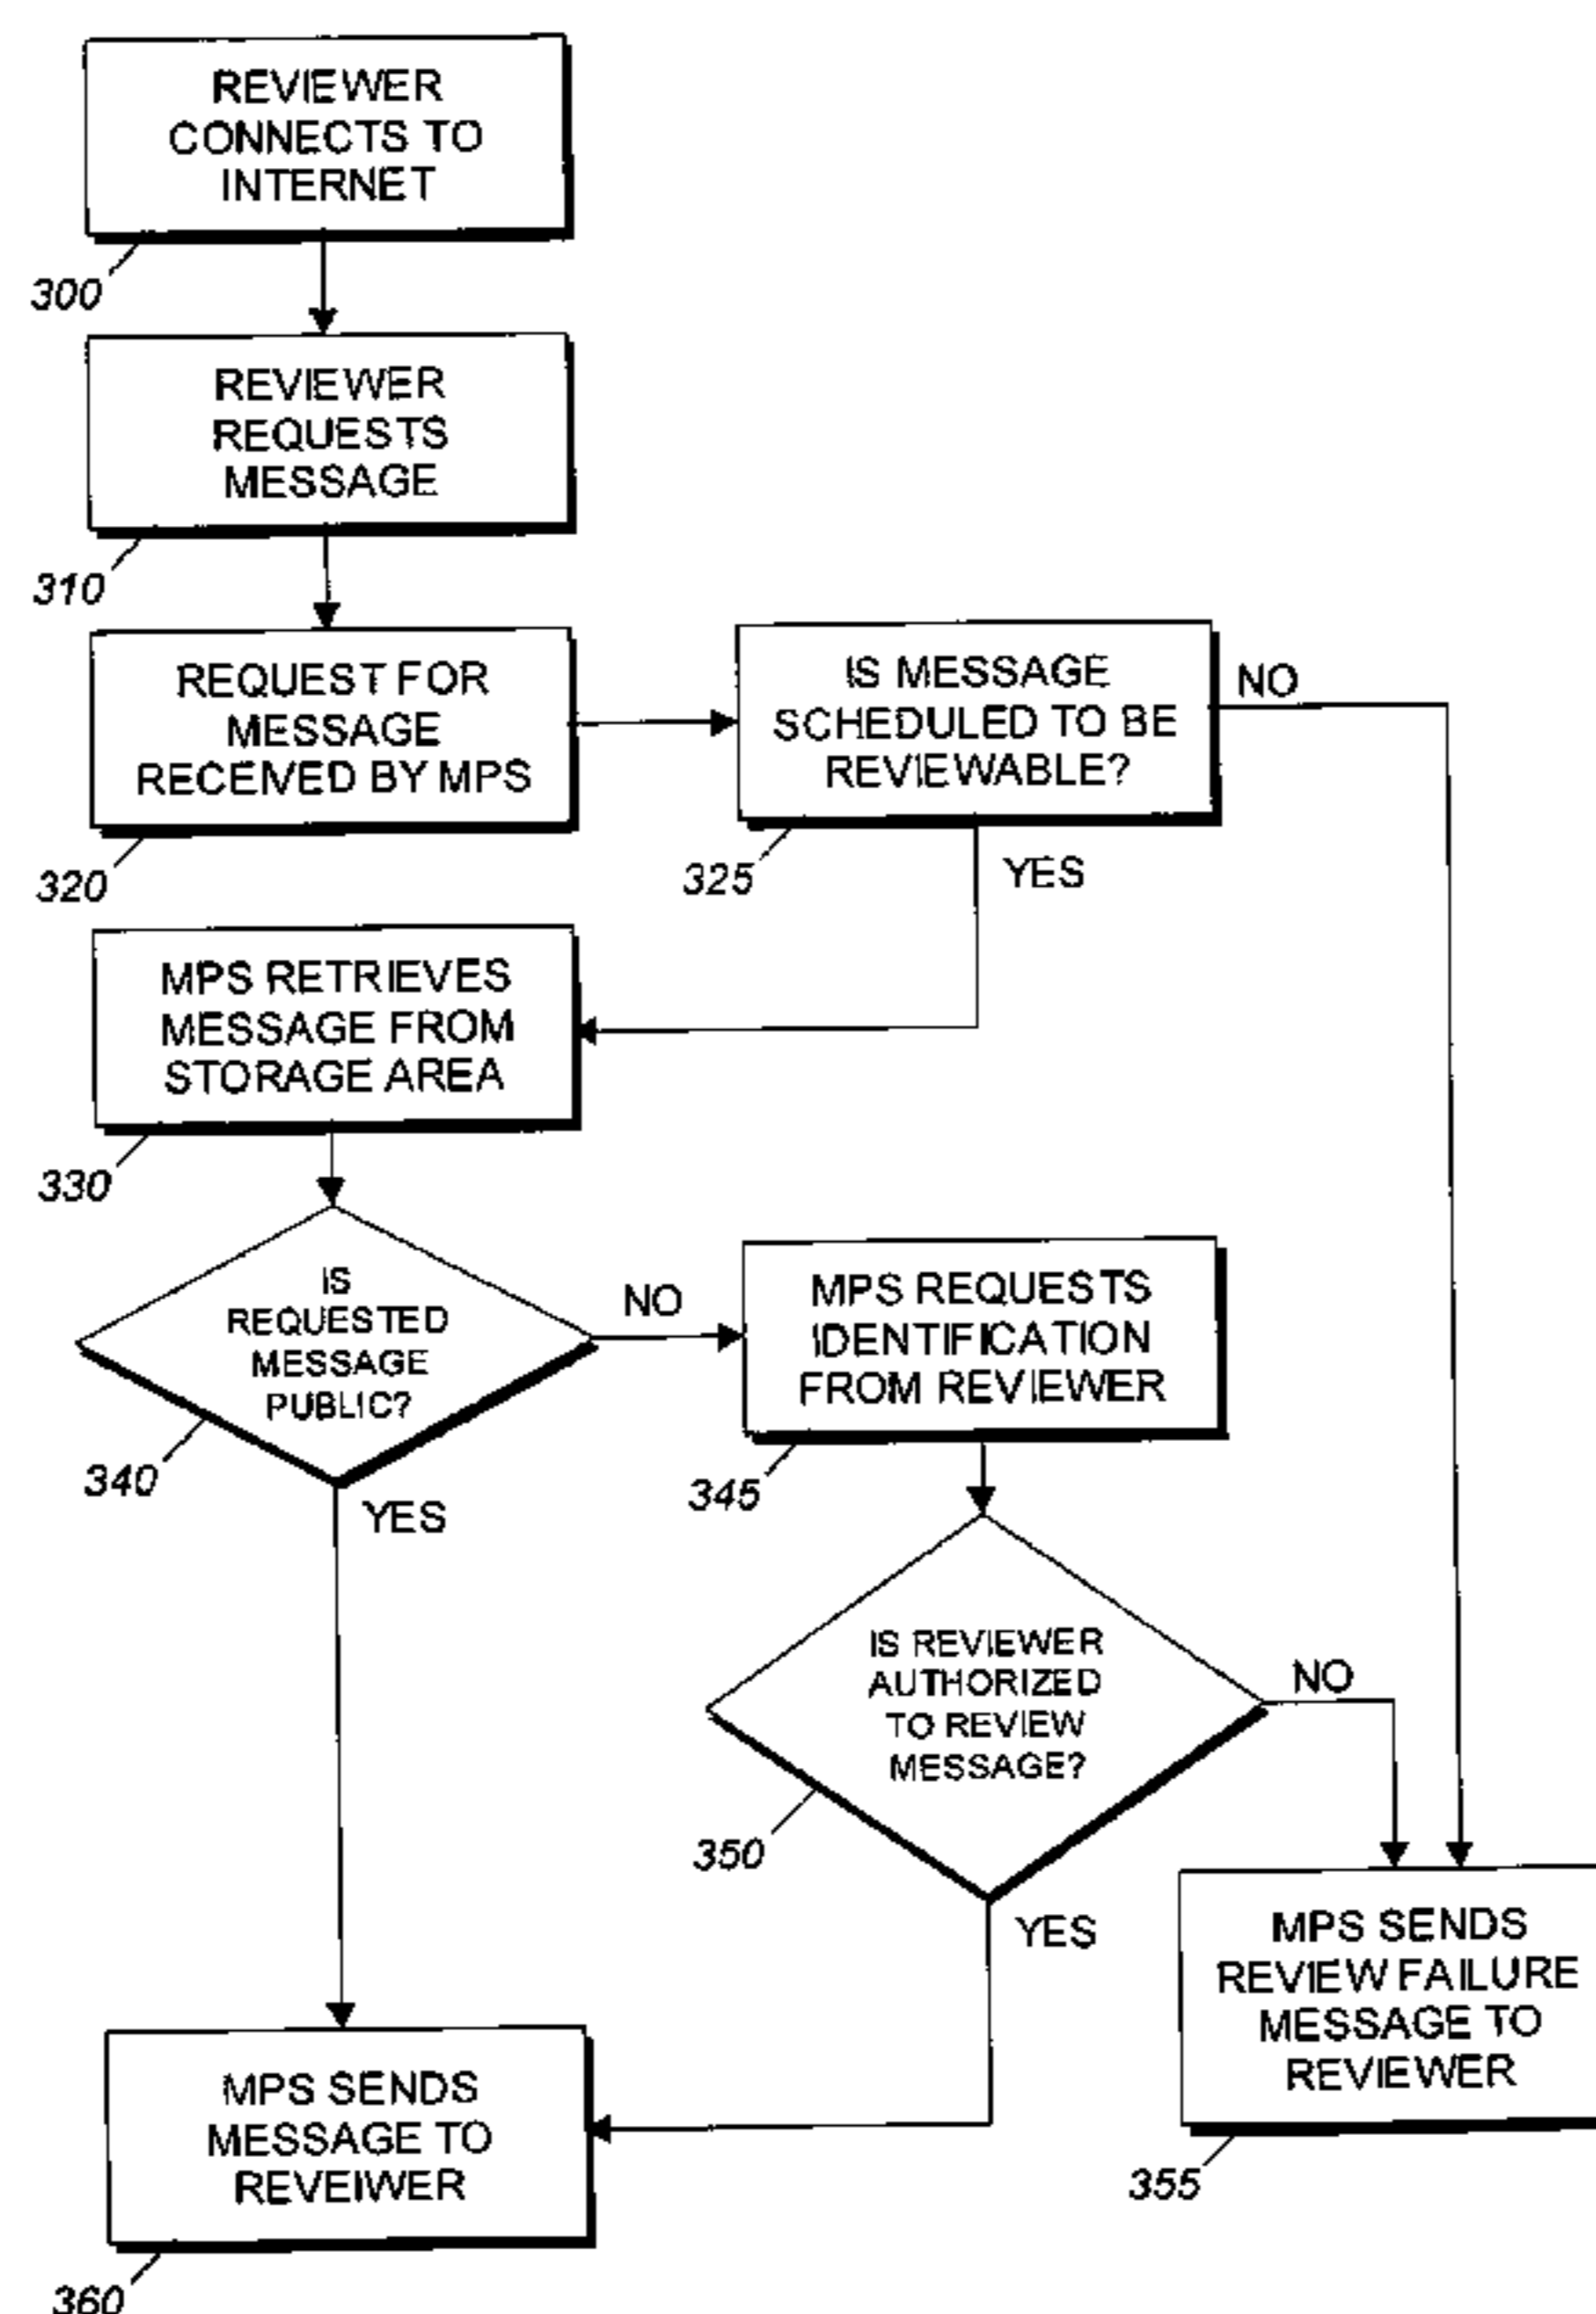 REVIEWER
CONNECTS TO
INTERNET
300
REVIEWER
REQUESTS
MESSAGE
310
REQUEST FOR
MESSAGE
RECEIVED BY MPS
320
IS MESSAGE
SCHEDULED TO BE
REVIEWABLE?
325
NO
YES
MPS RETRIEVES
MESSAGE FROM
STORAGE AREA
330
IS
REQUESTED
MESSAGE
PUBLIC?
340
NO
YES
MPS REQUESTS
IDENTIFICATION
FROM REVIEWER
345
IS REVIEWER
AUTHORIZED
TO REVIEW
MESSAGE?
350
NO
YES
MPS SENDS
REVIEW FAILURE
MESSAGE TO
REVIEWER
355
MPS SENDS
MESSAGE TO
REVEIWER
360